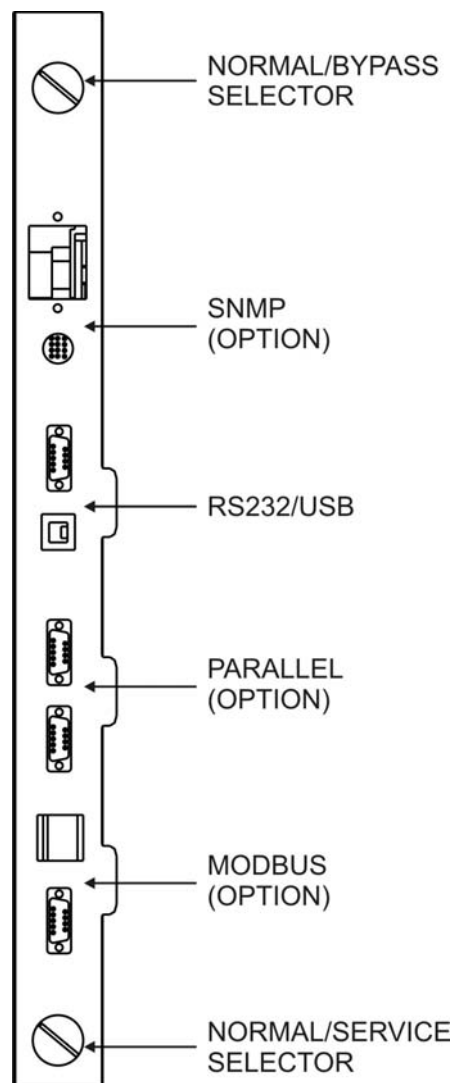 NORMAL/BYPASS
SELECTOR
SNMP
(OPTION)
RS232/USB
PARALLEL
(OPTION)
MODBUS
(OPTION)
NORMAL/SERVICE
SELECTOR